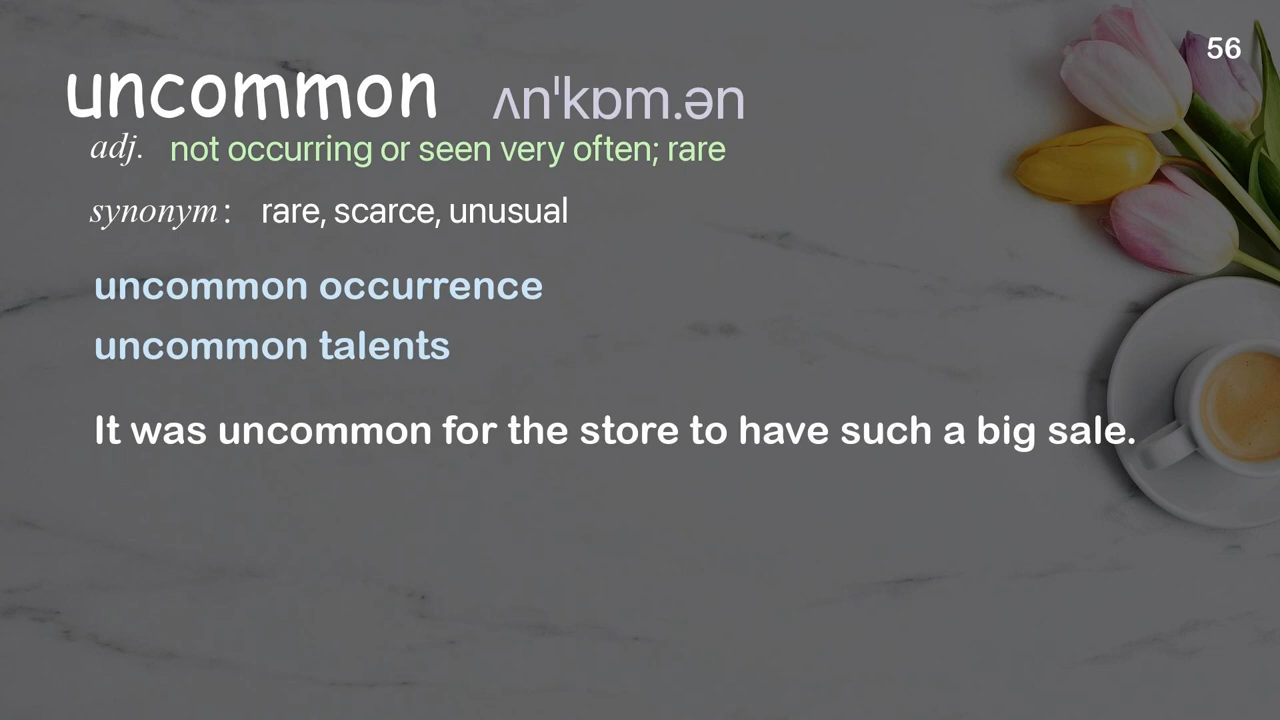 56
uncommon ʌnˈkɒm.ən
adj. not occurring or seen very often; rare
synonym: rare, scarce, unusual
uncommon occurrence
uncommon talents
It was uncommon for the store to have such a big sale.